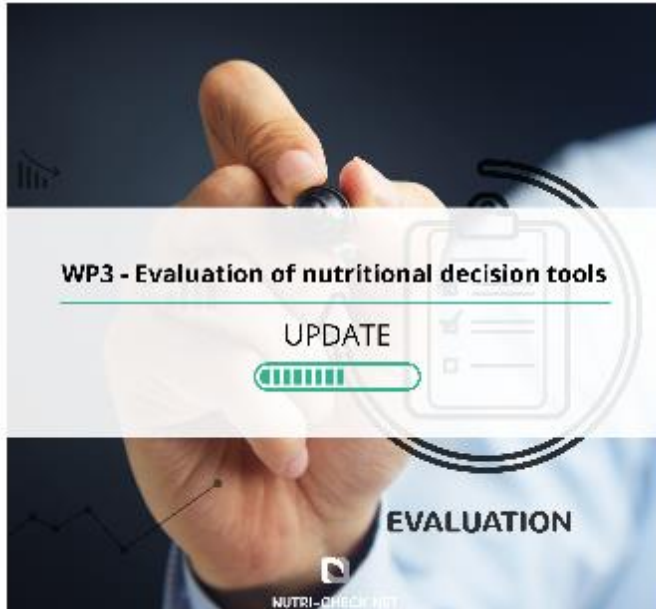 WP3 - Evaluation of nutritional decision tools
UPDATE
EVALUATION
NUTRI-CHECK NET